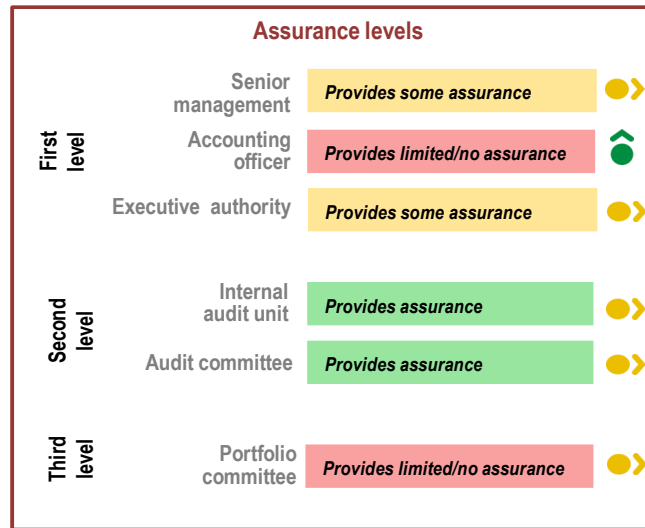 Assurance levels
First
level
Senior
management
Provides some assurance
Accounting
officer
Provides limited/no assurance
Executive authority
Provides some assurance
Second
level
Internal
audit unit
Provides assurance
Audit committee
Provides assurance
Third
level
Portfolio
committee
Provides limited/no assurance